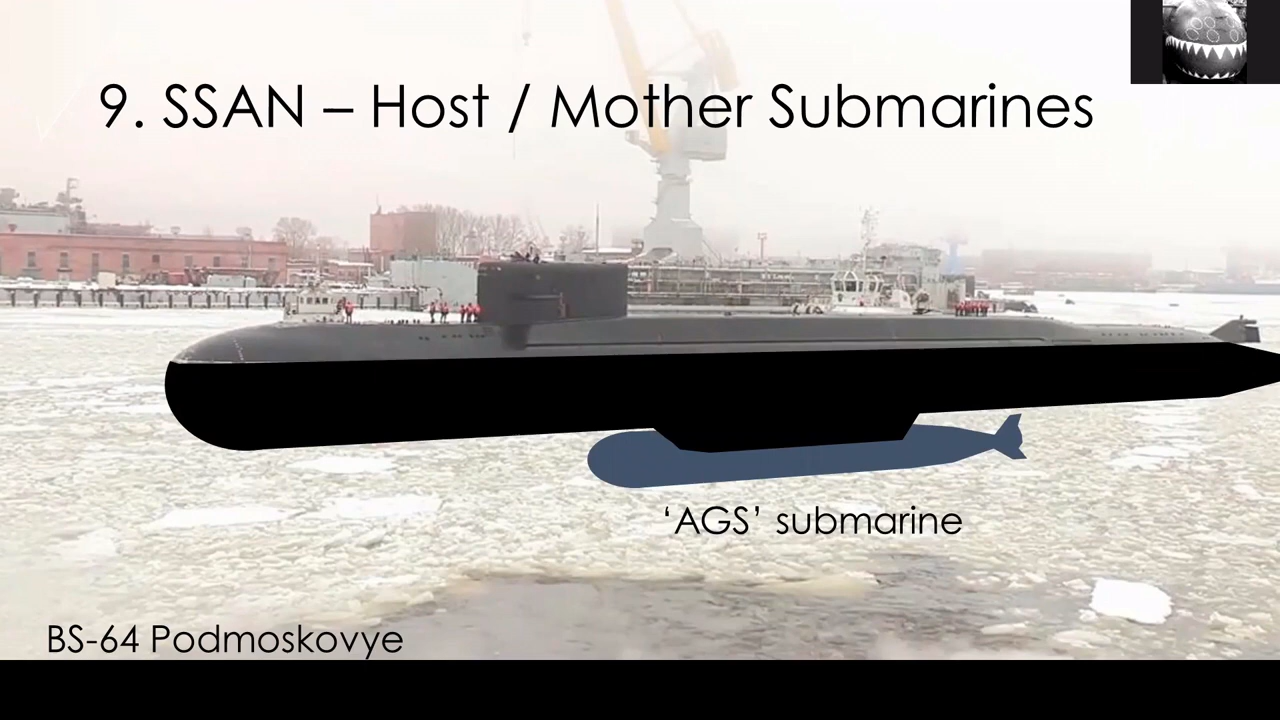 9. SSAN – Host / Mother Submarines
‘AGS’ submarine
BS-64 Podmoskovye